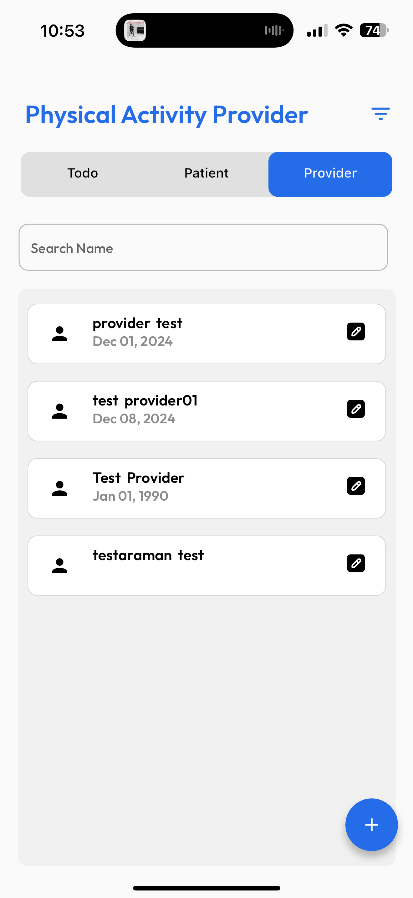 10:53
74
Physical Activity Provider
Todo
Patient
Provider
Search Name
provider test
Dec 01, 2024
test provider01
Dec 08, 2024
Test Provider
Jan 01, 1990
testaraman test